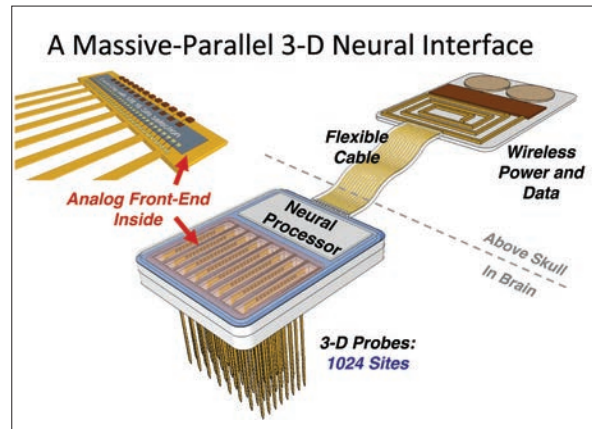 A Massive-Parallel 3-D Neural Interface
Flexible
Cable
Wireless
Power and
Data
Analog Front-End
Inside
Neural
Processor
Above Skull
In Brain
3-D Probes:
1024 Sites